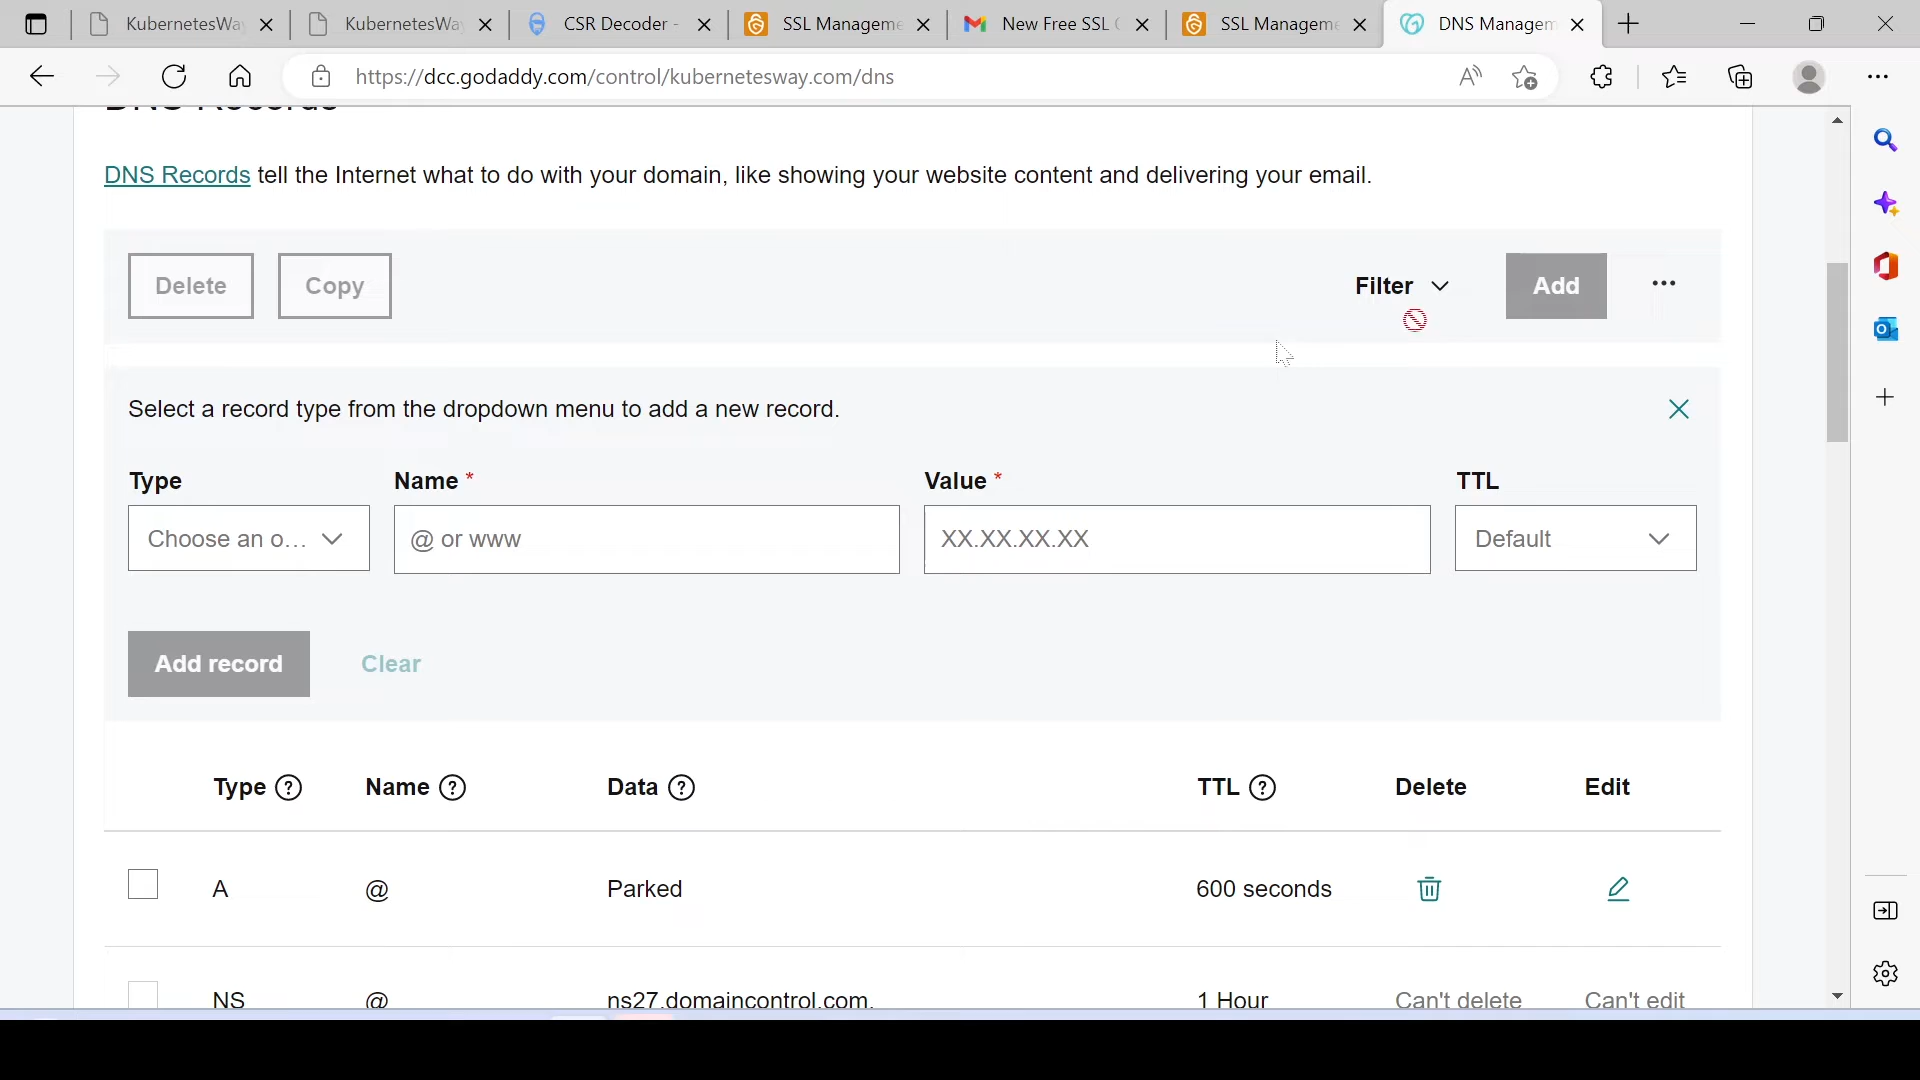 KubernetesWa
KubernetesWa
CSR Decoder -
SSL Manageme
New Free SSL C
SSL Manageme
DNS Managem
https://dcc.godaddy.com/control/kubernetesway.com/dns
DNS Records tell the Internet what to do with your domain, like showing your website content and delivering your email.
Delete
Copy
Filter
Add
Select a record type from the dropdown menu to add a new record.
Type
Name *
Value *
TTL
Choose an o...
@ or www
XX.XX.XX.XX
Default
Add record
Clear
Type
Name
Data
TTL
Delete
Edit
A
@
Parked
600 seconds
NS
@
ns27.domaincontrol.com.
1 Hour
Can't delete
Can't edit